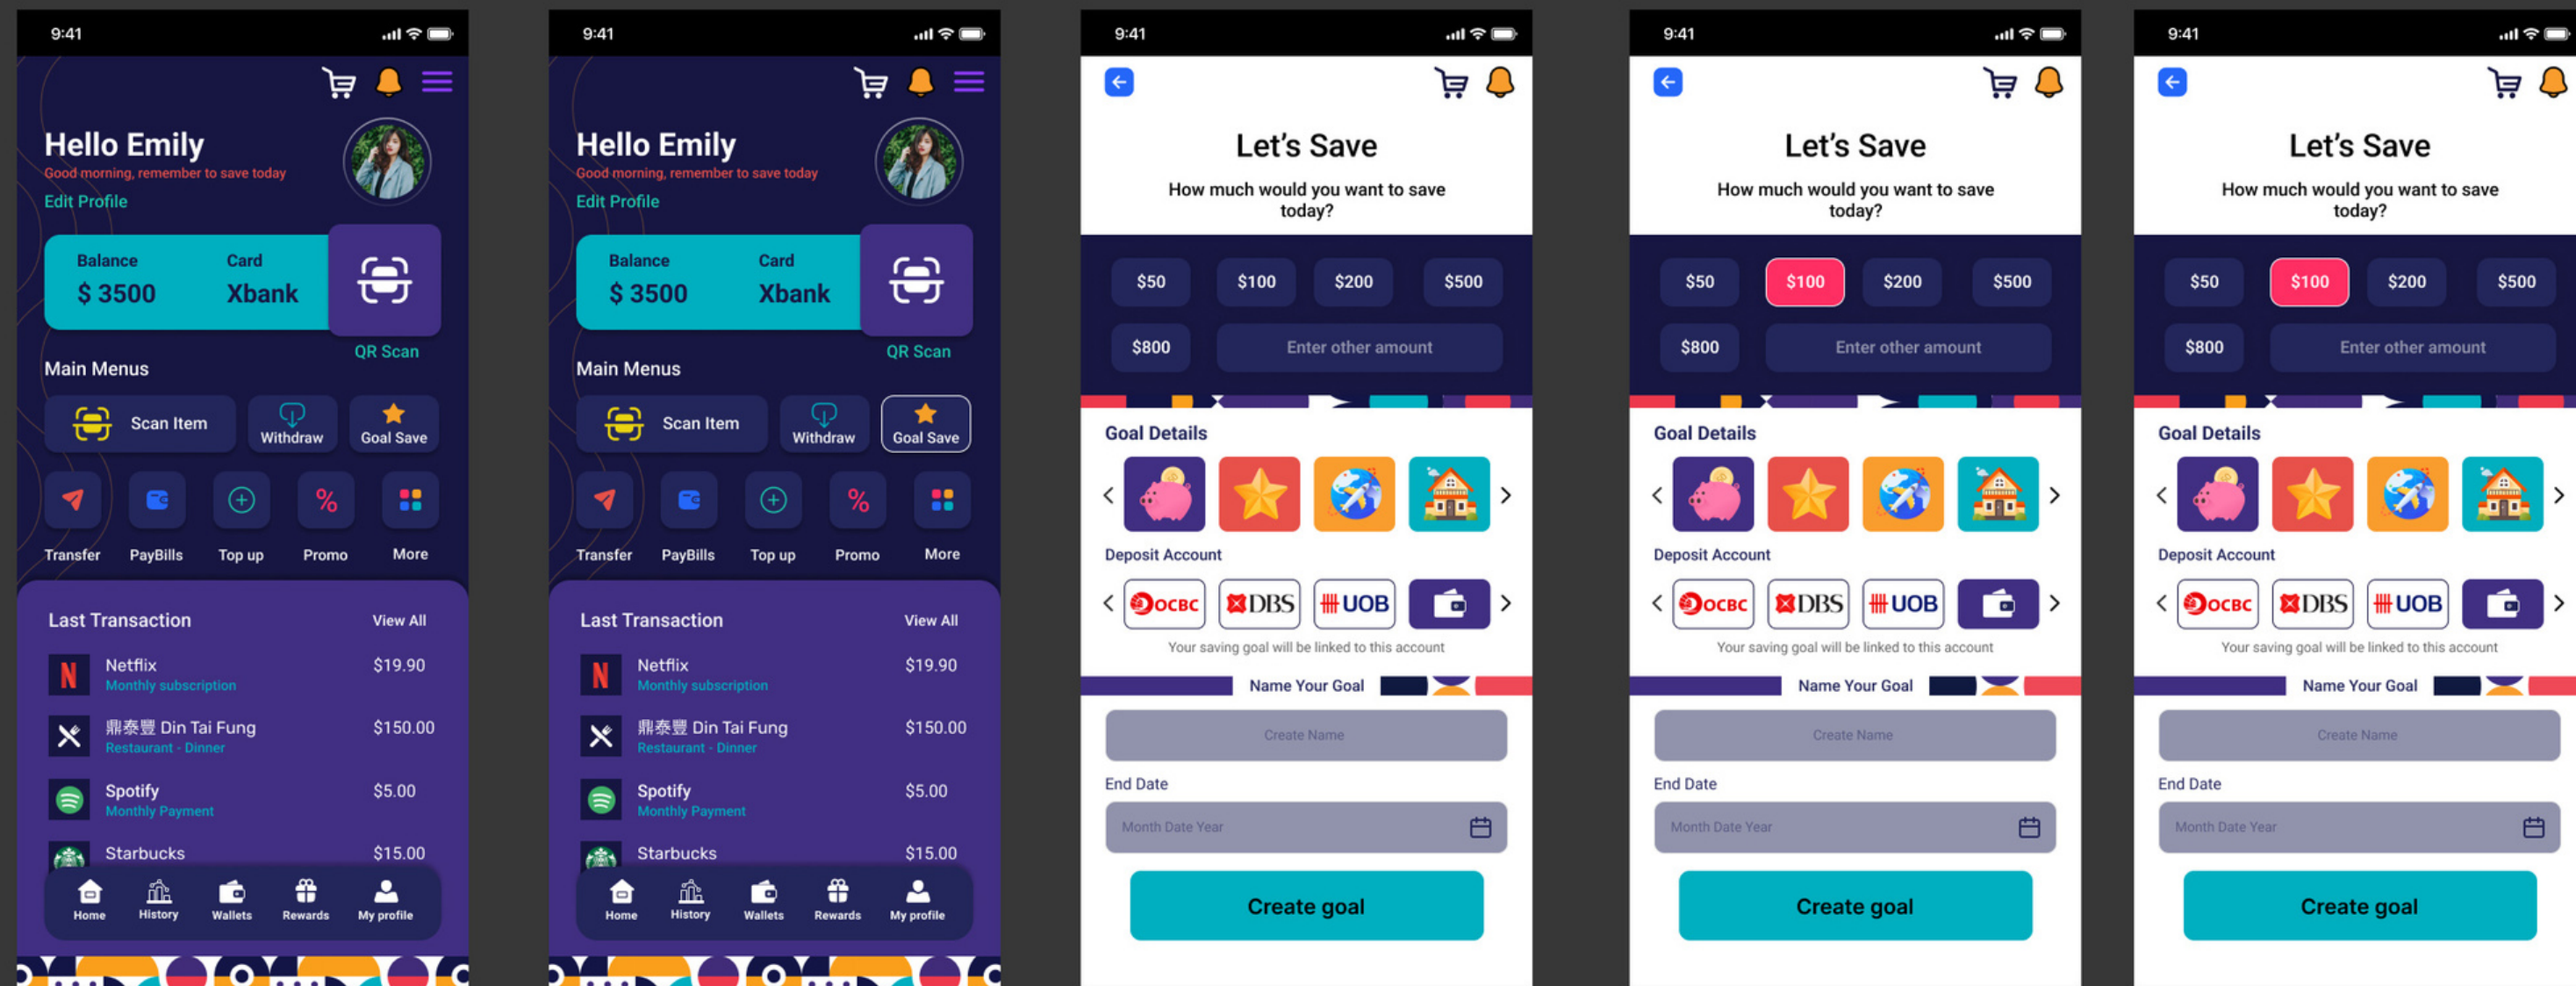 9:41
Hello Emily
Good morning, remember to save today
Edit Profile
Balance Card
$ 3500 Xbank
QR Scan
Main Menus
Scan Item Withdraw Goal Save
Transfer PayBills Top up Promo More
Last Transaction View All
Netflix $19.90
Monthly subscription
鼎泰豐 Din Tai Fung $150.00
Restaurant - Dinner
Spotify $5.00
Monthly Payment
Starbucks $15.00
Home History Wallets Rewards My profile
9:41
Hello Emily
Good morning, remember to save today
Edit Profile
Balance Card
$ 3500 Xbank
QR Scan
Main Menus
Scan Item Withdraw Goal Save
Transfer PayBills Top up Promo More
Last Transaction View All
Netflix $19.90
Monthly subscription
鼎泰豐 Din Tai Fung $150.00
Restaurant - Dinner
Spotify $5.00
Monthly Payment
Starbucks $15.00
Home History Wallets Rewards My profile
9:41
Let's Save
How much would you want to save
today?
$50 $100 $200 $500
$800 Enter other amount
Goal Details
Deposit Account
OCBC DBS UOB
Your saving goal will be linked to this account
Name Your Goal
Create Name
End Date
Month Date Year
Create goal
9:41
Let's Save
How much would you want to save
today?
$50 $100 $200 $500
$800 Enter other amount
Goal Details
Deposit Account
OCBC DBS UOB
Your saving goal will be linked to this account
Name Your Goal
Create Name
End Date
Month Date Year
Create goal
9:41
Let's Save
How much would you want to save
today?
$50 $100 $200 $500
$800 Enter other amount
Goal Details
Deposit Account
OCBC DBS UOB
Your saving goal will be linked to this account
Name Your Goal
Create Name
End Date
Month Date Year
Create goal